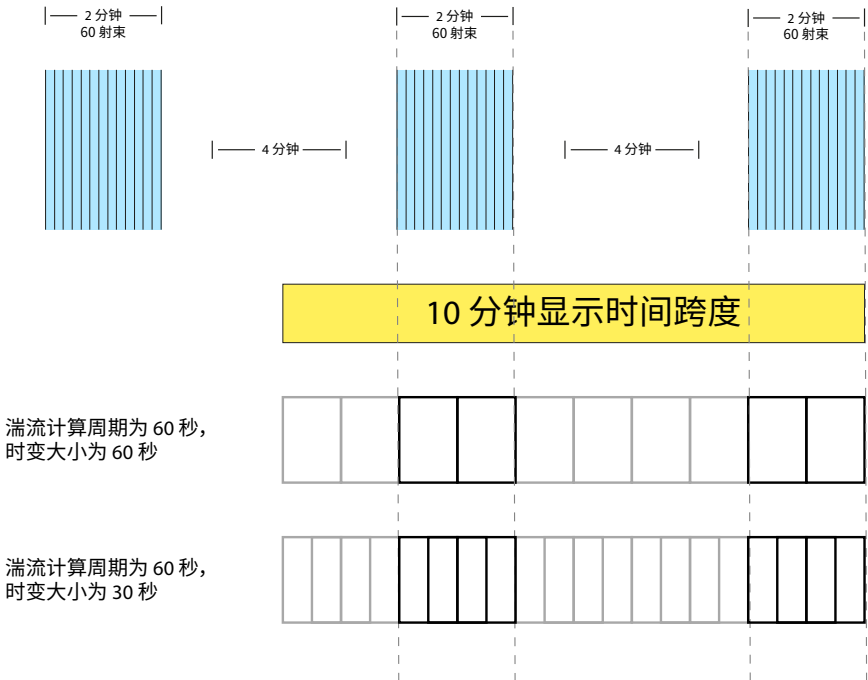 2 分钟
60 射束
2 分钟
60 射束
2 分钟
60 射束
4 分钟
4 分钟
10 分钟显示时间跨度
湍流计算周期为 60 秒，
时变大小为 60 秒
湍流计算周期为 60 秒，
时变大小为 30 秒